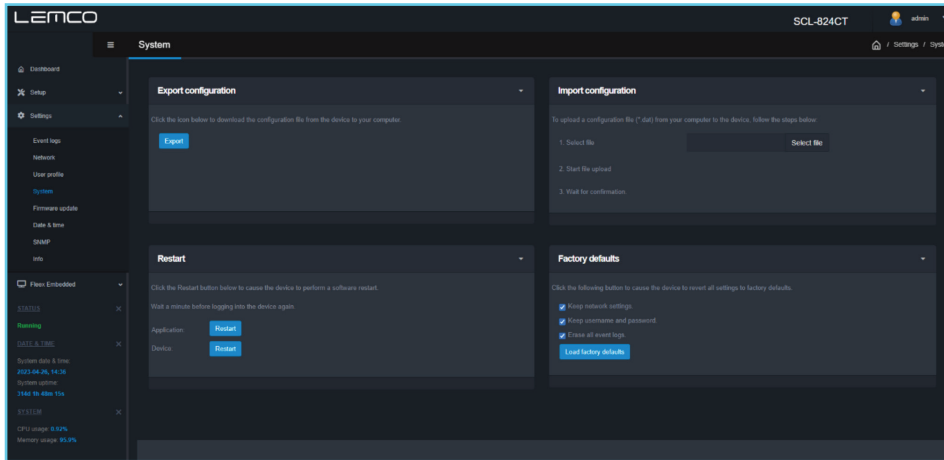 LEMCO
SCL-824CT
admin
System
/ Settings / Syste
Dashboard
Setup
Settings
Event logs
Network
User profile
System
Firmware update
Date & time
SNMP
Info
Fleex Embedded
STATUS
Running
DATE & TIME
System date & time:
2023-04-26, 14:36
System uptime:
314d 1h 48m 15s
SYSTEM
CPU usage: 0.92%
Memory usage: 95.9%
Export configuration
Click the icon below to download the configuration file from the device to your computer.
Export
Import configuration
To upload a configuration file (*.dat) from your computer to the device, follow the steps below
1. Select file
Select file
2. Start file upload
3. Wait for confirmation
Restart
Click the Restart button below to cause the device to perform a software restart.
Wait a minute before logging into the device again.
Application
Restart
Device
Restart
Factory defaults
Click the following button to cause the device to revert all settings to factory defaults.
Keep network settings
Keep username and password
Erase all event logs.
Load factory defaults